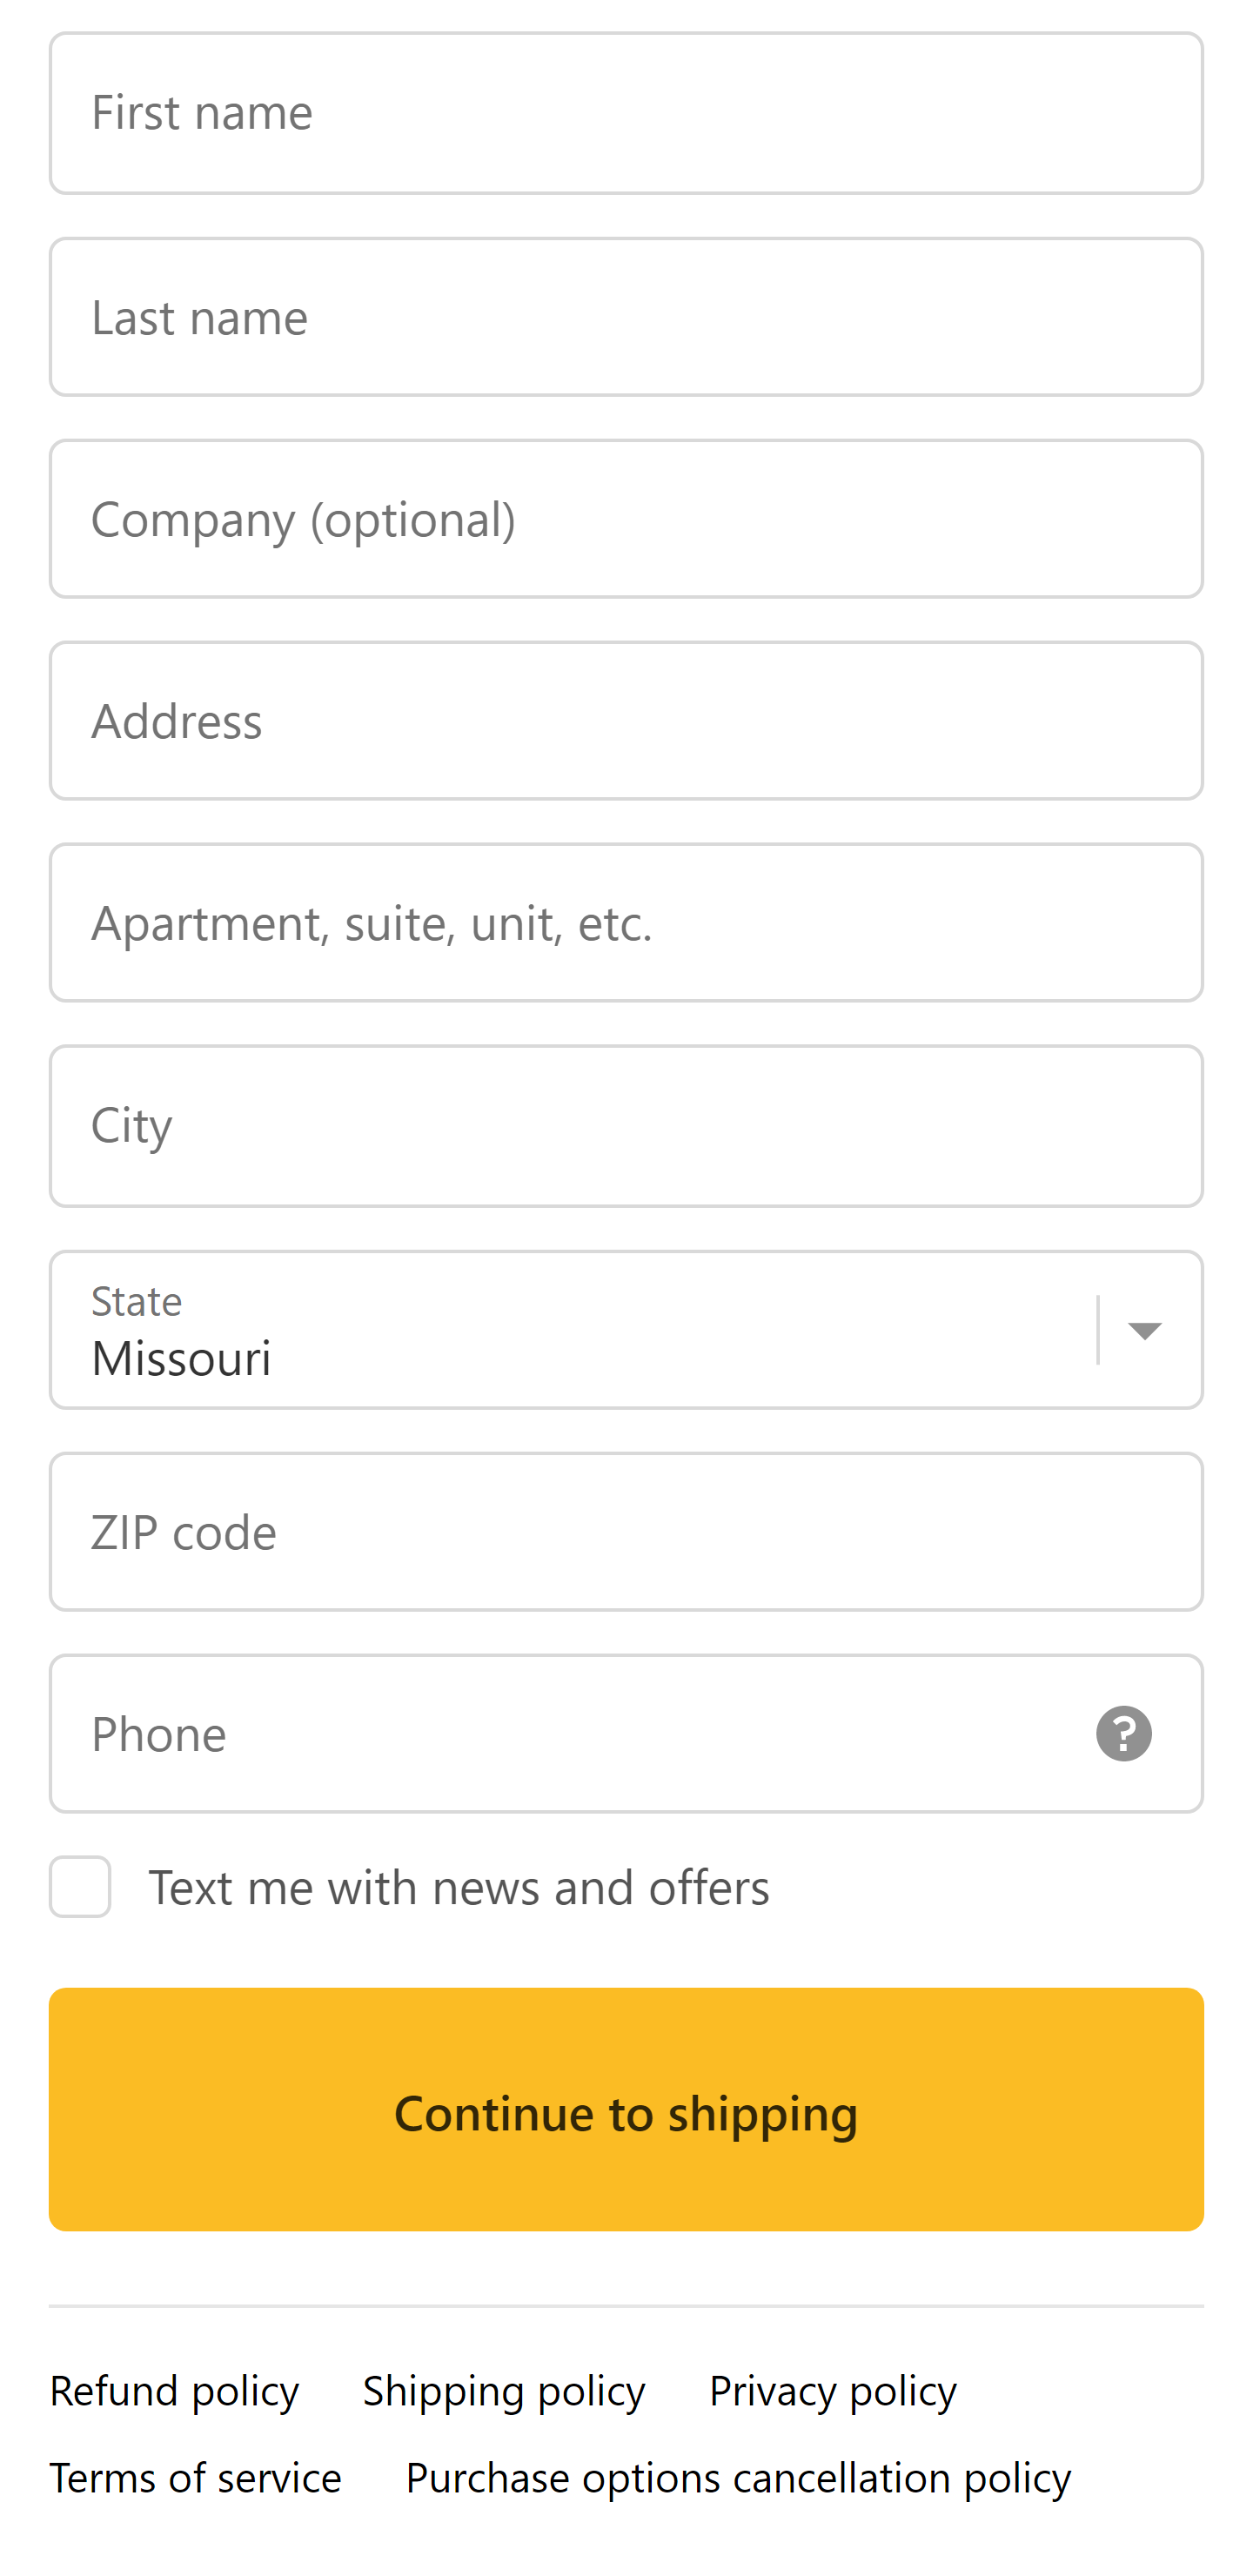 First name
Last name
Company (optional)
Address
Apartment, suite, unit, etc.
City
State
Missouri
ZIP code
Phone
?
Text me with news and offers
Continue to shipping
Refund policy Shipping policy Privacy policy
Terms of service Purchase options cancellation policy